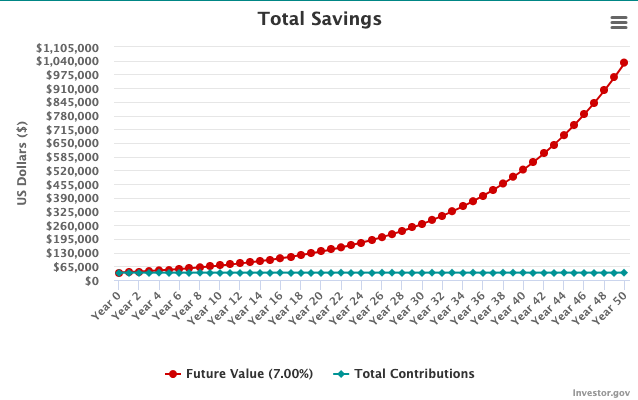 Total Savings
US Dollars ($)
$1,105,000
$1,040,000
$975,000
$910,000
$845,000
$780,000
$715,000
$650,000
$585,000
$520,000
$455,000
$390,000
$325,000
$260,000
$195,000
$130,000
$65,000
$0
Year 0
Year 2
Year 4
Year 6
Year 8
Year 10
Year 12
Year 14
Year 16
Year 18
Year 20
Year 22
Year 24
Year 26
Year 28
Year 30
Year 32
Year 34
Year 36
Year 38
Year 40
Year 42
Year 44
Year 46
Year 48
Year 50
Future Value (7.00%)
Total Contributions
Investor.gov